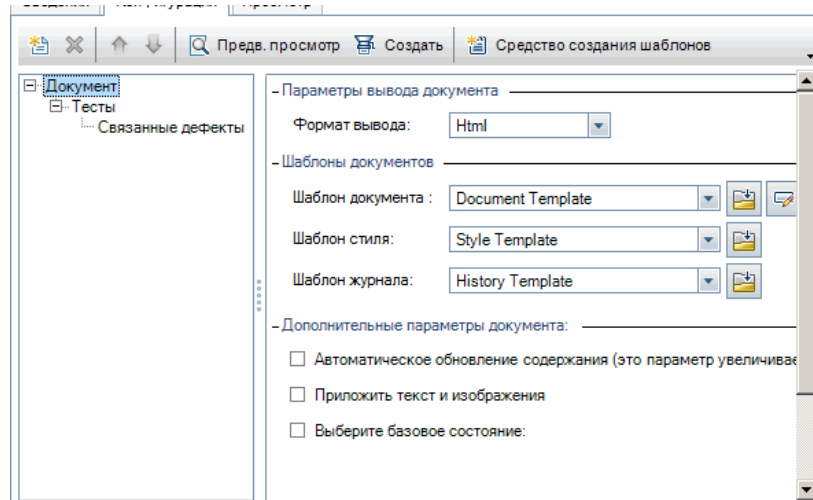 Предв. просмотр Создать Средство создания шаблонов
Документ
Тесты
Связанные дефекты
Параметры вывода документа
Формат вывода: Html
Шаблоны документов
Шаблон документа : Document Template
Шаблон стиля: Style Template
Шаблон журнала: History Template
Дополнительные параметры документа:
Автоматическое обновление содержания (это параметр увеличивае
Приложить текст и изображения
Выберите базовое состояние: